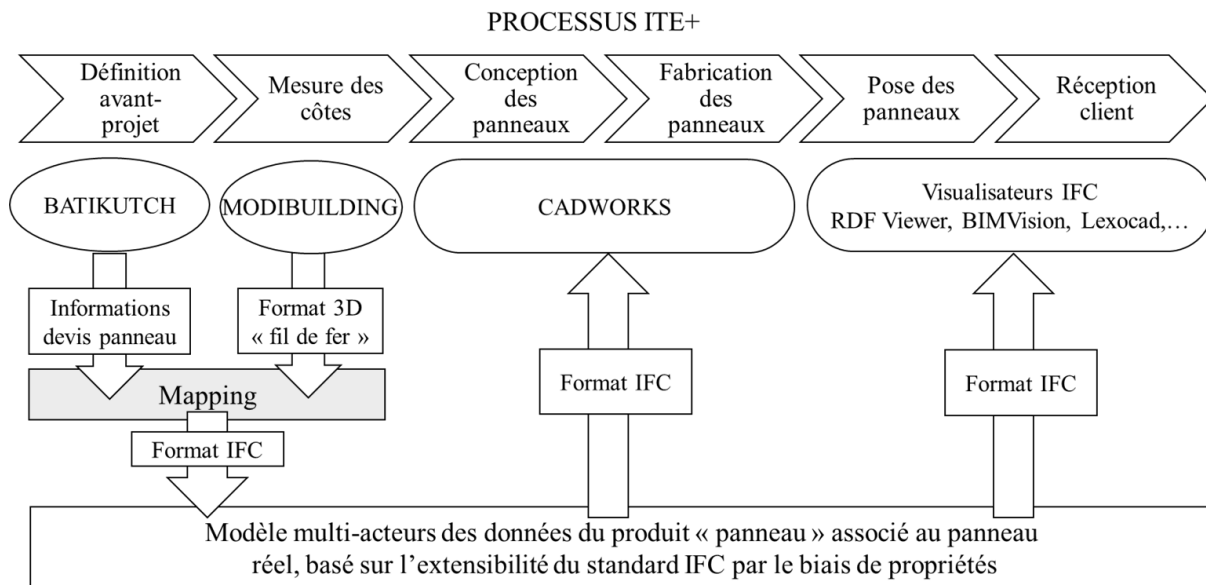 PROCESSUS ITE+
Définition
avant-
projet
Mesure des
côtes
Conception
des
panneaux
Fabrication
des
panneaux
Pose des
panneaux
Réception
client
BATIKUTCH
MODIBUILDING
CADWORKS
Visualisateurs IFC
RDF Viewer, BIMVision, Lexocad,…
Informations
devis panneau
Format 3D
« fil de fer »
Mapping
Format IFC
Format IFC
Format IFC
Modèle multi-acteurs des données du produit « panneau » associé au panneau
réel, basé sur l’extensibilité du standard IFC par le biais de propriétés